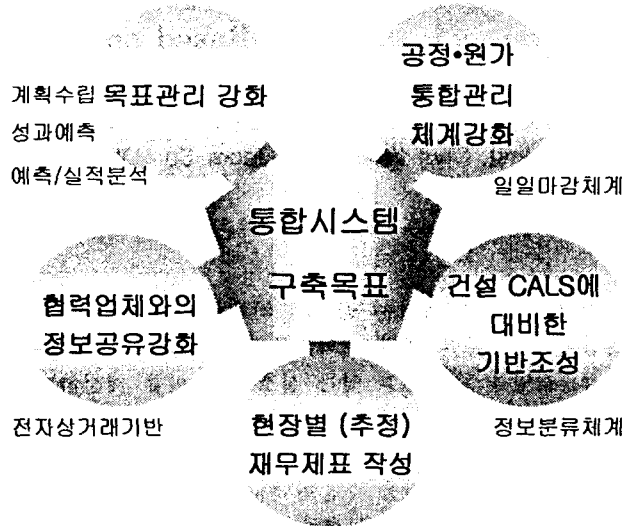 계획수립 목표관리 강화
성과예측
예측/실적분석
공정•원가
통합관리
체계강화
일일마감체계
통합시스템
구축목표
협력업체와의
정보공유강화
전자상거래기반
건설 CALS에
대비한
기반조성
정보분류체계
현장별 (추정)
재무제표 작성